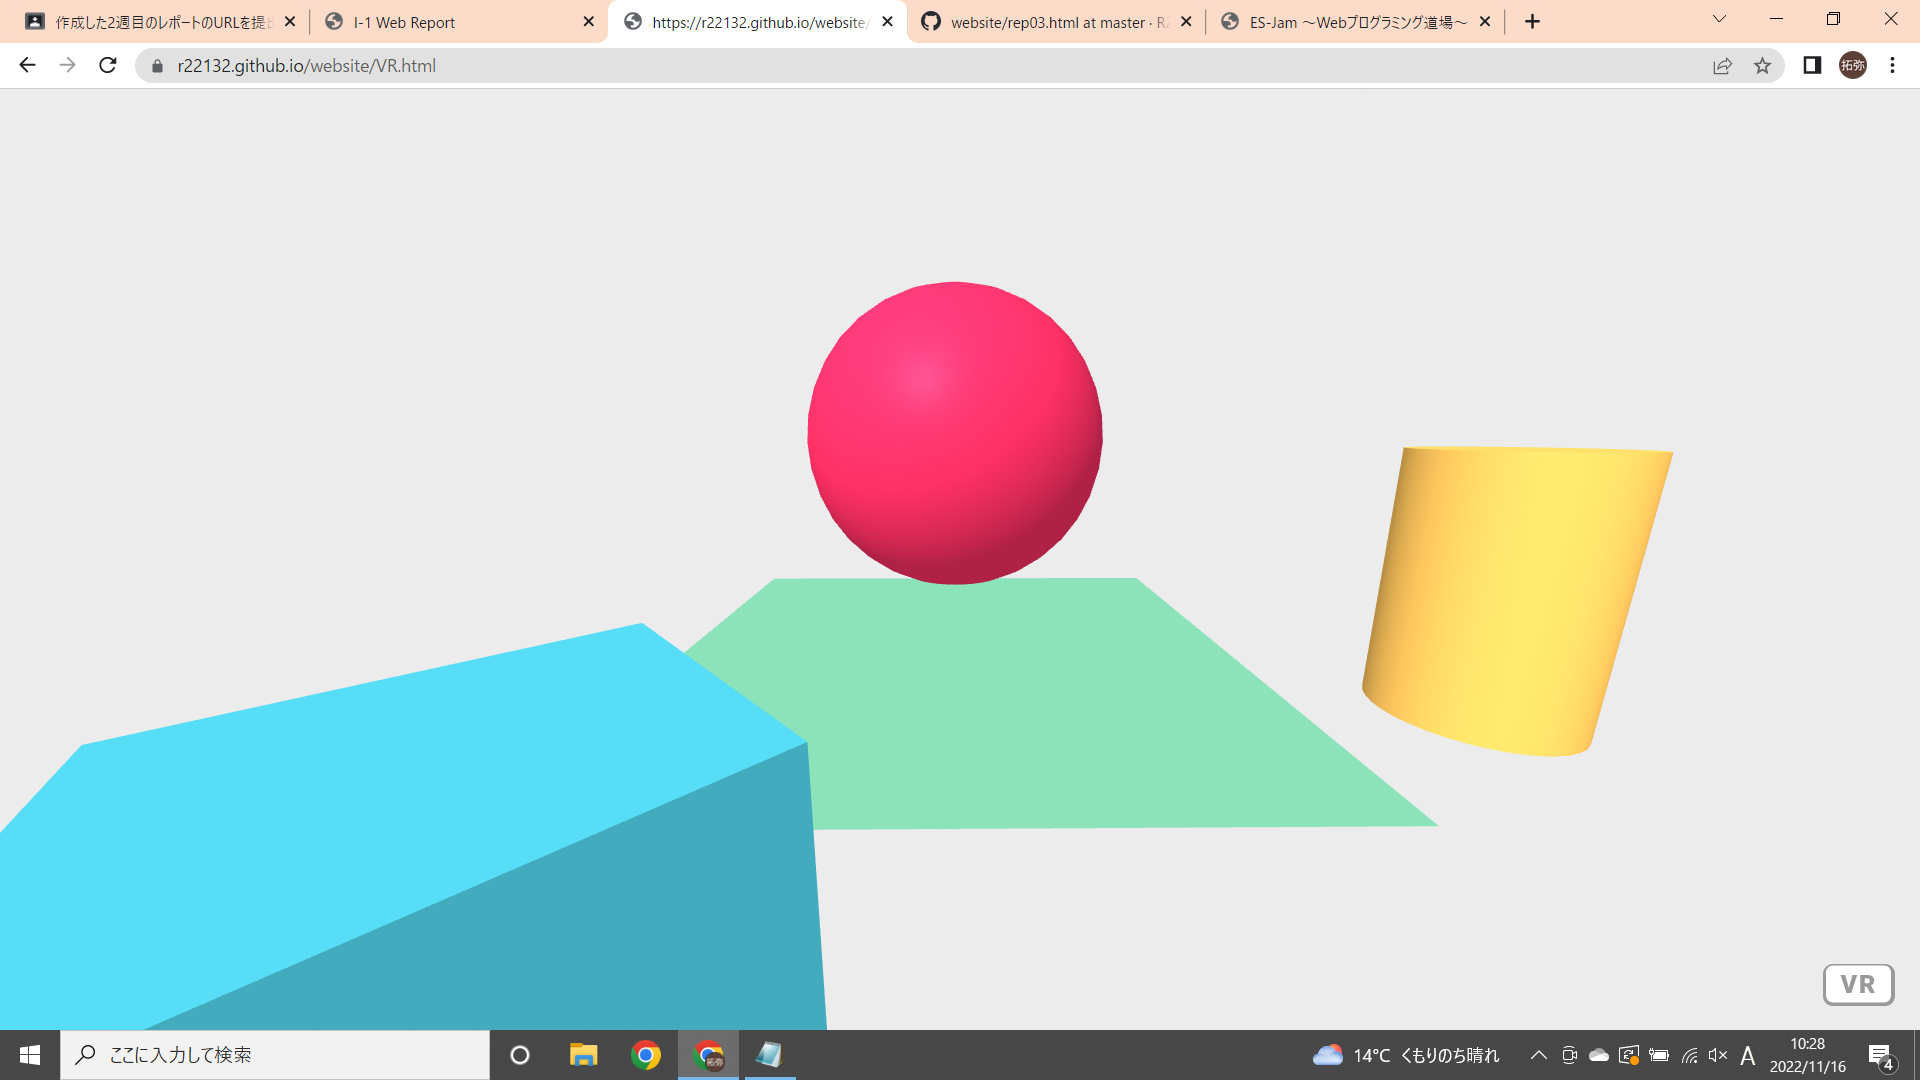 作成した2週目のレポートのURLを提出
I-1 Web Report
https://r22132.github.io/website/
website/rep03.html at master · R2
ES-Jam ～Webプログラミング道場～
r22132.github.io/website/VR.html
拓弥
VR
ここに入力して検索
拓弥
14°C くもりのち晴れ
A
10:28
2022/11/16
4